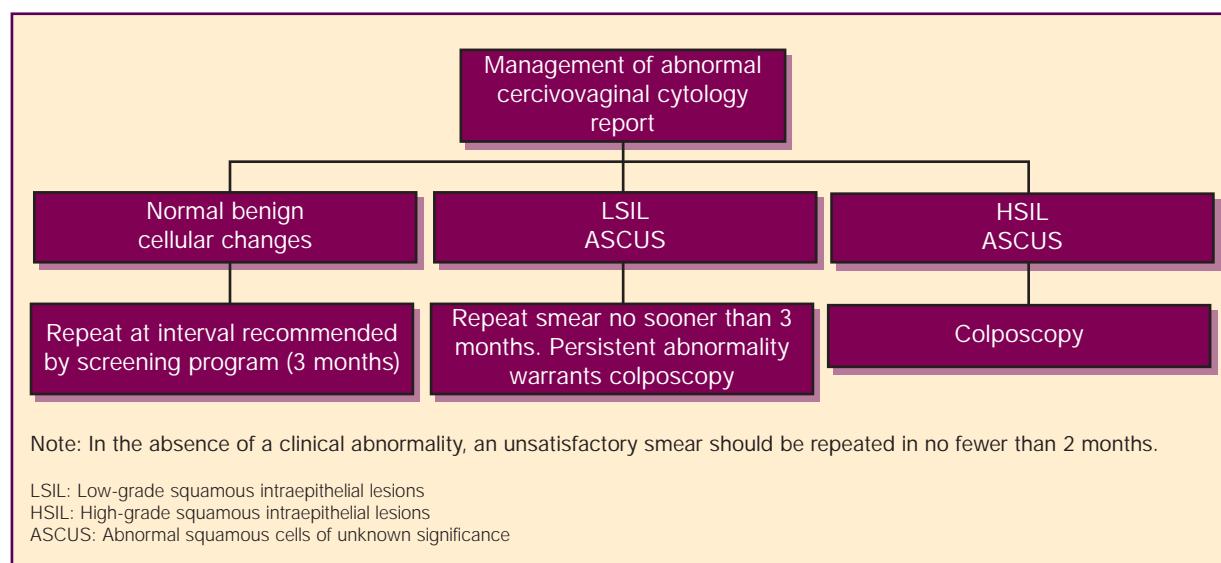 Management of abnormal
cercivovaginal cytology
report
Normal benign
cellular changes
LSIL
ASCUS
HSIL
ASCUS
Repeat at interval recommended
by screening program (3 months)
Repeat smear no sooner than 3
months. Persistent abnormality
warrants colposcopy
Colposcopy
Note: In the absence of a clinical abnormality, an unsatisfactory smear should be repeated in no fewer than 2 months.
LSIL: Low-grade squamous intraepithelial lesions
HSIL: High-grade squamous intraepithelial lesions
ASCUS: Abnormal squamous cells of unknown significance